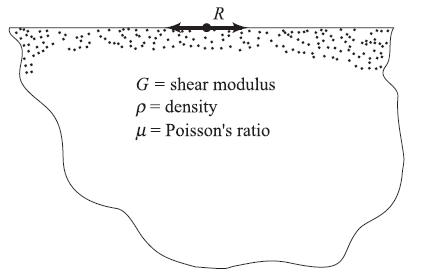 R
G = shear modulus
ρ = density
μ = Poisson's ratio